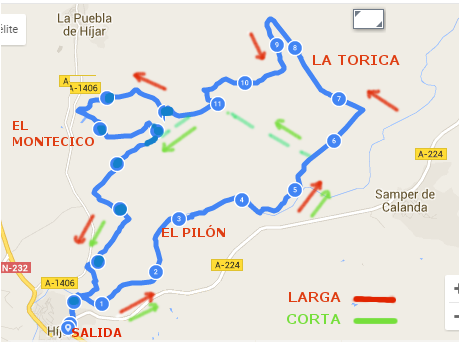 La Puebla
de Híjar
élite
A-1406
9
8
LA TORICA
10
7
11
EL
MONTECICO
6
A-224
5
Samper de
Calanda
4
3
EL PILÓN
2
A-224
N-232
A-1406
1
LARGA
CORTA
Híj
SALIDA